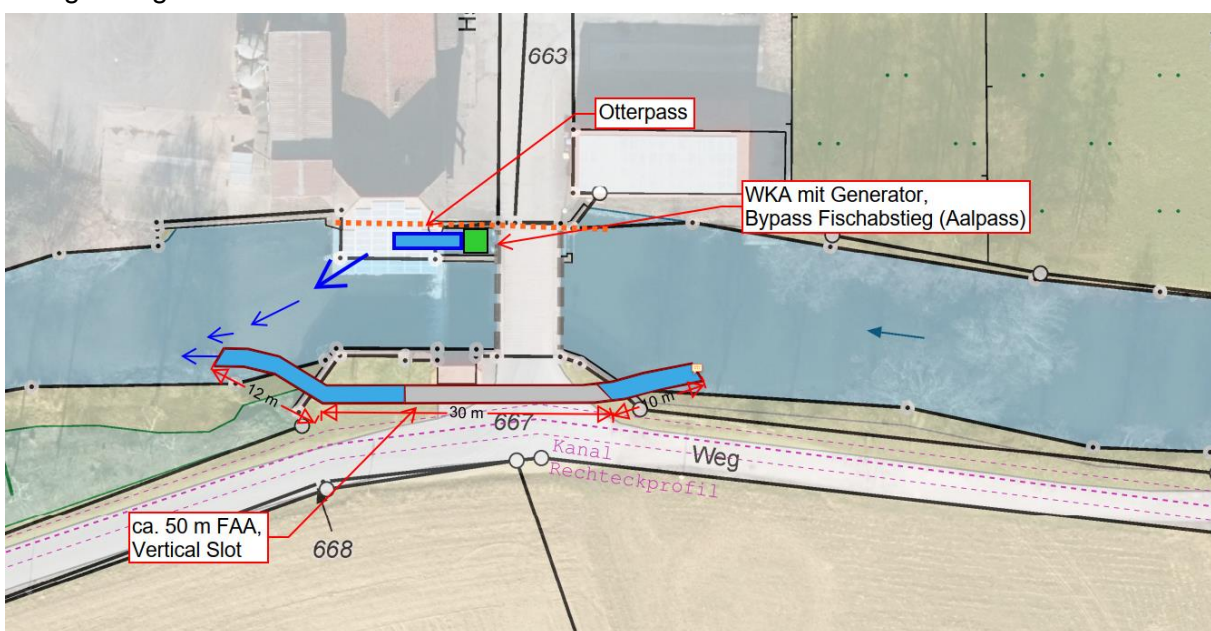 663
Otterpass
WKA mit Generator,
Bypass Fischabstieg (Aalpass)
12 m
30 m
10 m
667
Kanal
Rechteckprofil
Weg
ca. 50 m FAA,
Vertical Slot
668